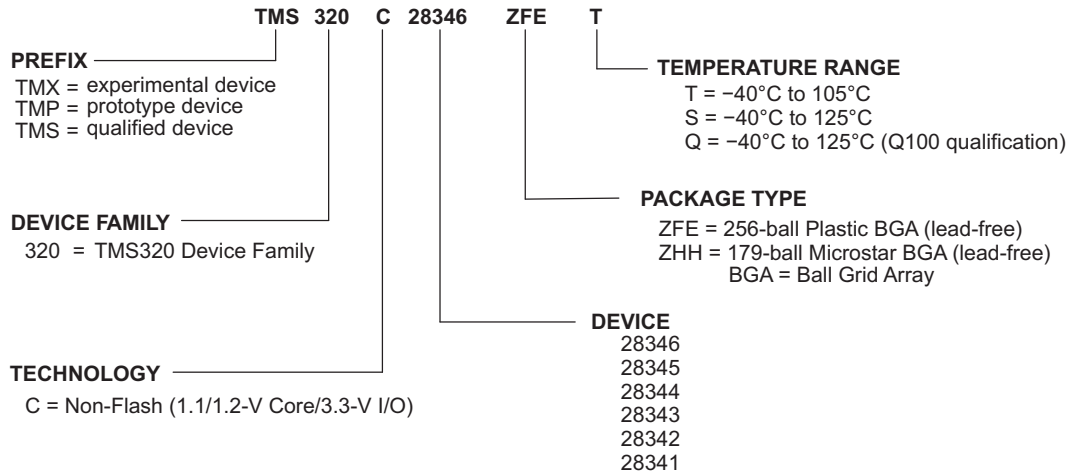 TMS 320 C 28346 ZFE T
PREFIX
TMX = experimental device
TMP = prototype device
TMS = qualified device
TEMPERATURE RANGE
T = −40°C to 105°C
S = −40°C to 125°C
Q = −40°C to 125°C (Q100 qualification)
PACKAGE TYPE
ZFE = 256-ball Plastic BGA (lead-free)
ZHH = 179-ball Microstar BGA (lead-free)
BGA = Ball Grid Array
DEVICE FAMILY
320 = TMS320 Device Family
DEVICE
28346
28345
28344
28343
28342
28341
TECHNOLOGY
C = Non-Flash (1.1/1.2-V Core/3.3-V I/O)